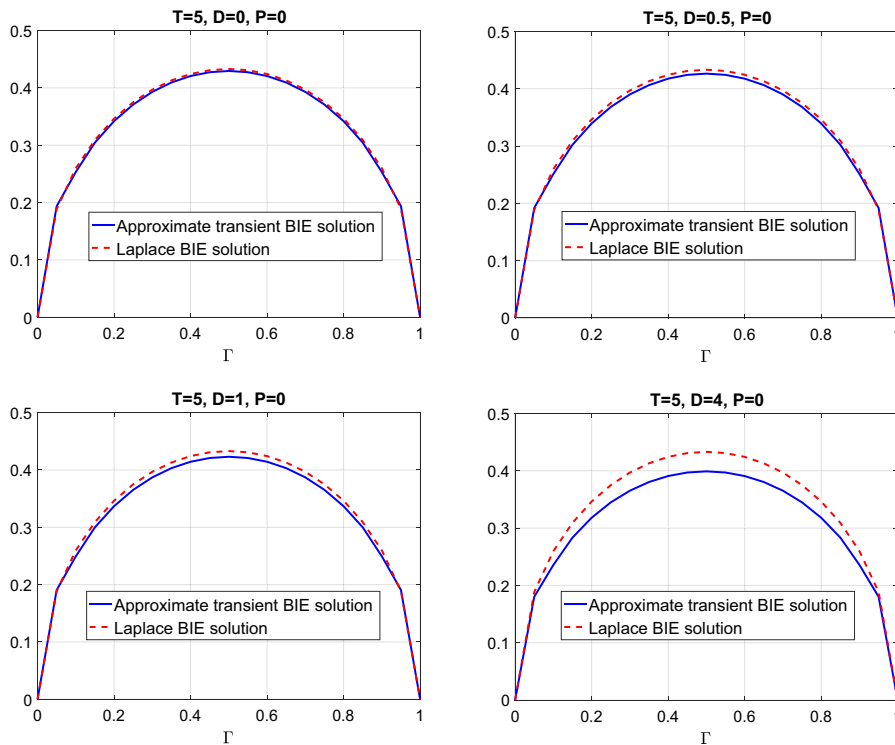 T=5, D=0, P=0
0.5
0.4
0.3
0.2
0.1
0
Approximate transient BIE solution
Laplace BIE solution
0 0.2 0.4 0.6 0.8 1
Γ
T=5, D=0.5, P=0
0.5
0.4
0.3
0.2
0.1
0
Approximate transient BIE solution
Laplace BIE solution
0 0.2 0.4 0.6 0.8
Γ
T=5, D=1, P=0
0.5
0.4
0.3
0.2
0.1
0
Approximate transient BIE solution
Laplace BIE solution
0 0.2 0.4 0.6 0.8 1
Γ
T=5, D=4, P=0
0.5
0.4
0.3
0.2
0.1
0
Approximate transient BIE solution
Laplace BIE solution
0 0.2 0.4 0.6 0.8
Γ